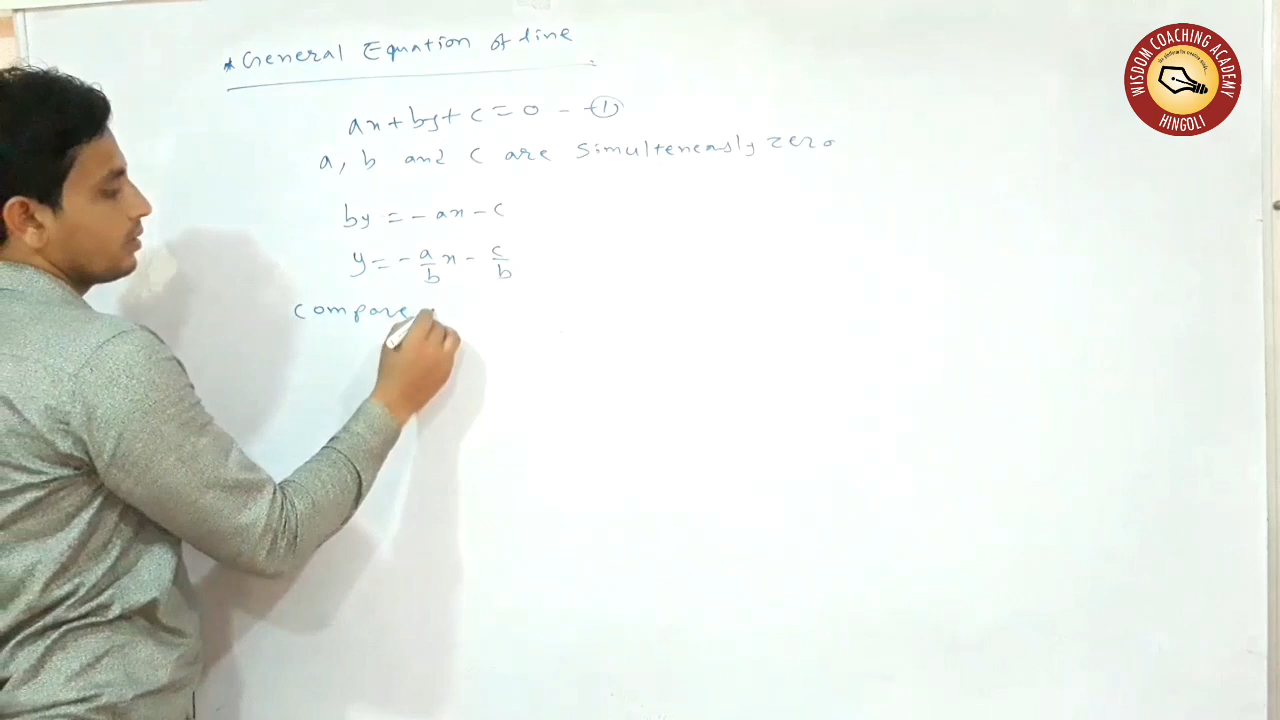 * General Equation of line
ax + by + c = 0 - (1)
a, b and c are simulteneasly zero
by = - ax - c
y = - a/b x - c/b
compare
WISDOM COACHING ACADEMY
HINGOLI